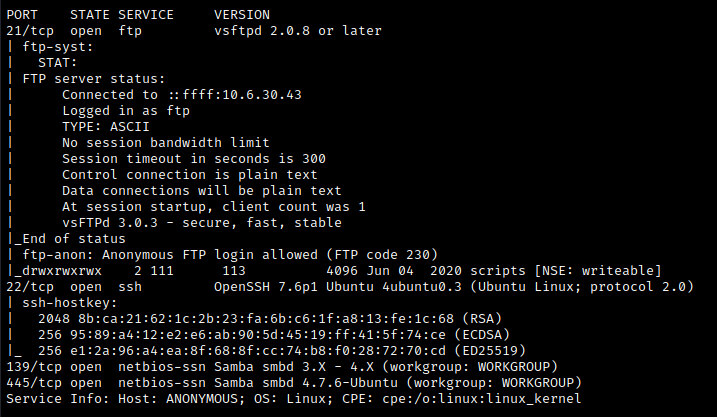 PORT    STATE SERVICE     VERSION
21/tcp  open  ftp         vsftpd 2.0.8 or later
| ftp-syst:
|   STAT:
| FTP server status:
|      Connected to ::ffff:10.6.30.43
|      Logged in as ftp
|      TYPE: ASCII
|      No session bandwidth limit
|      Session timeout in seconds is 300
|      Control connection is plain text
|      Data connections will be plain text
|      At session startup, client count was 1
|      vsFTPd 3.0.3 - secure, fast, stable
|_End of status
| ftp-anon: Anonymous FTP login allowed (FTP code 230)
|_drwxrwxrwx    2 111      113          4096 Jun 04  2020 scripts [NSE: writeable]
22/tcp  open  ssh         OpenSSH 7.6p1 Ubuntu 4ubuntu0.3 (Ubuntu Linux; protocol 2.0)
| ssh-hostkey:
|   2048 8b:ca:21:62:1c:2b:23:fa:6b:c6:1f:a8:13:fe:1c:68 (RSA)
|   256 95:89:a4:12:e2:e6:ab:90:5d:45:19:ff:41:5f:74:ce (ECDSA)
|_  256 e1:2a:96:a4:ea:8f:68:8f:cc:74:b8:f0:28:72:70:cd (ED25519)
139/tcp open  netbios-ssn Samba smbd 3.X - 4.X (workgroup: WORKGROUP)
445/tcp open  netbios-ssn Samba smbd 4.7.6-Ubuntu (workgroup: WORKGROUP)
Service Info: Host: ANONYMOUS; OS: Linux; CPE: cpe:/o:linux:linux_kernel